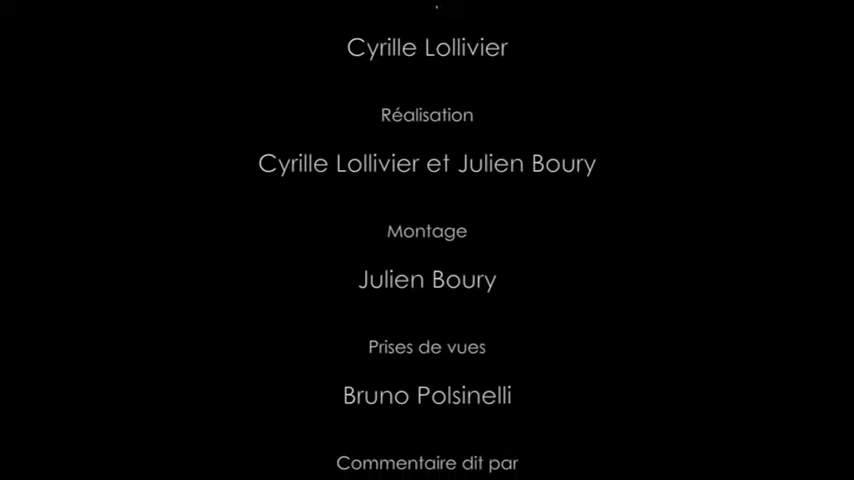 Cyrille Lollivier
Réalisation
Cyrille Lollivier et Julien Boury
Montage
Julien Boury
Prises de vues
Bruno Polsinelli
Commentaire dit par